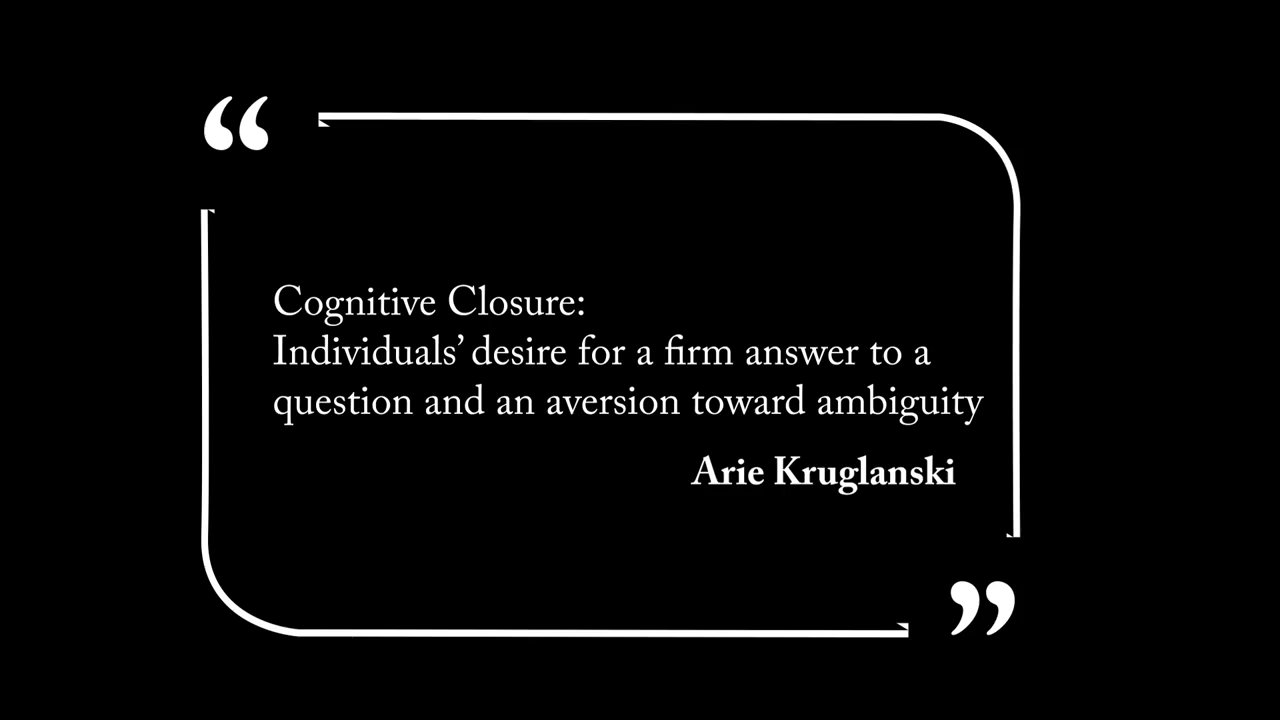 “
Cognitive Closure:
Individuals’ desire for a firm answer to a
question and an aversion toward ambiguity
Arie Kruglanski
”